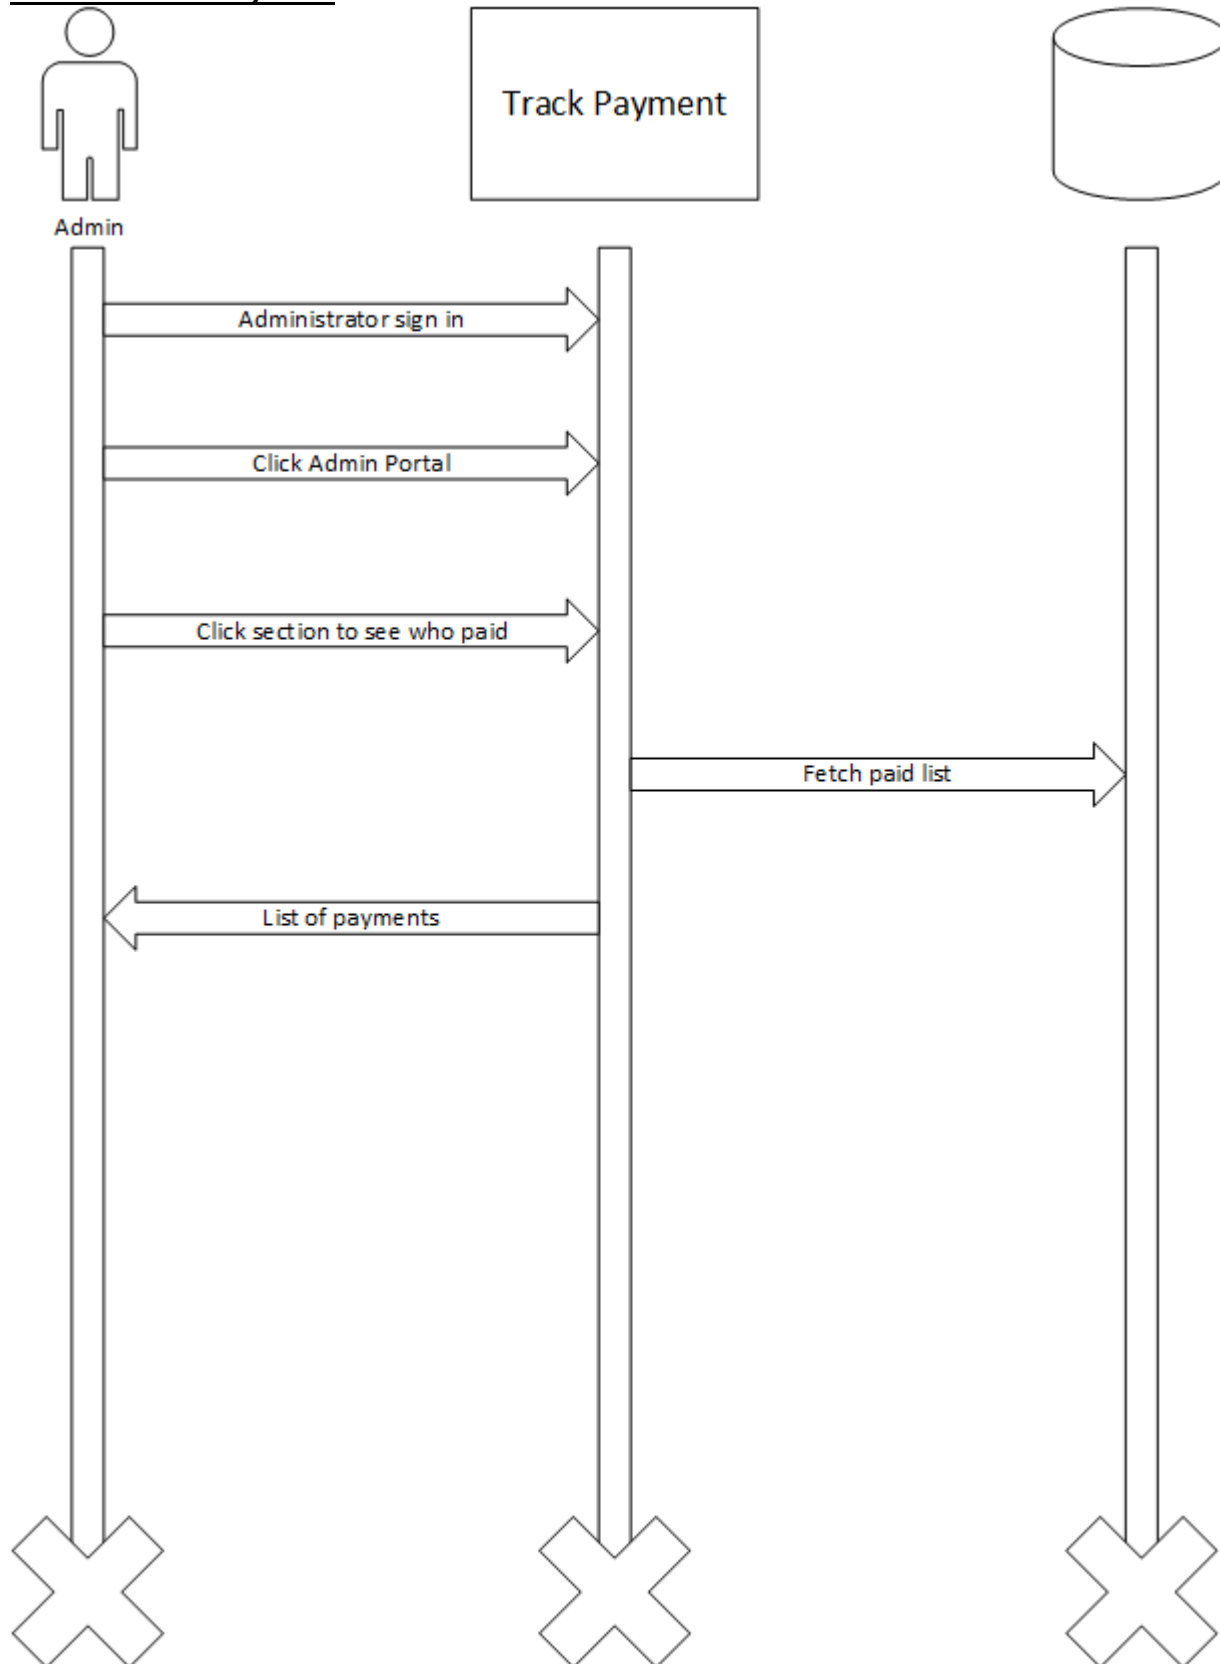 Track Payment
Admin
Administrator sign in
Click Admin Portal
Click section to see who paid
Fetch paid list
List of payments